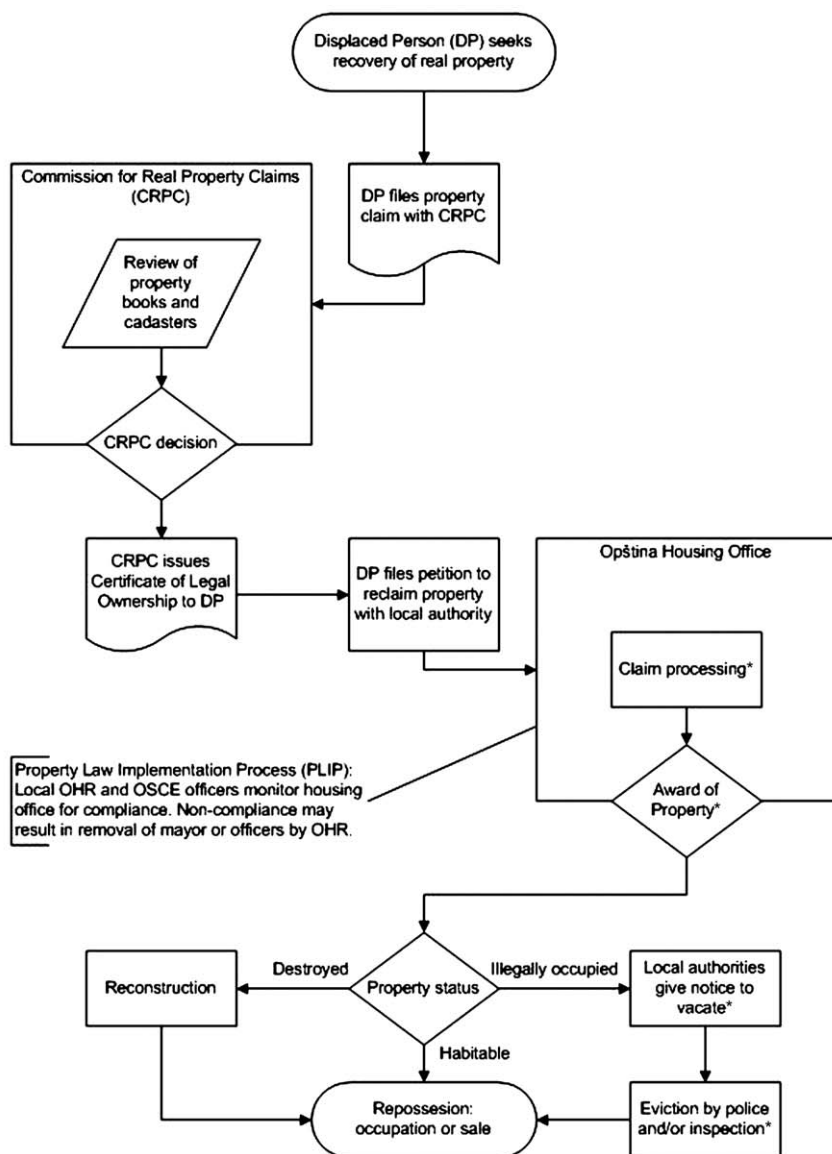 Displaced Person (DP) seeks
recovery of real property
Commission for Real Property Claims
(CRPC)
DP files property
claim with CRPC
Review of
property
books and
cadasters
CRPC decision
CRPC issues
Certificate of Legal
Ownership to DP
DP files petition to
reclaim property
with local authority
Opština Housing Office
Claim processing*
Property Law Implementation Process (PLIP):
Local OHR and OSCE officers monitor housing
office for compliance. Non-compliance may
result in removal of mayor or officers by OHR.
Award of
Property*
Property status
Destroyed
Illegally occupied
Habitable
Reconstruction
Local authorities
give notice to
vacate*
Repossesion:
occupation or sale
Eviction by police
and/or inspection*